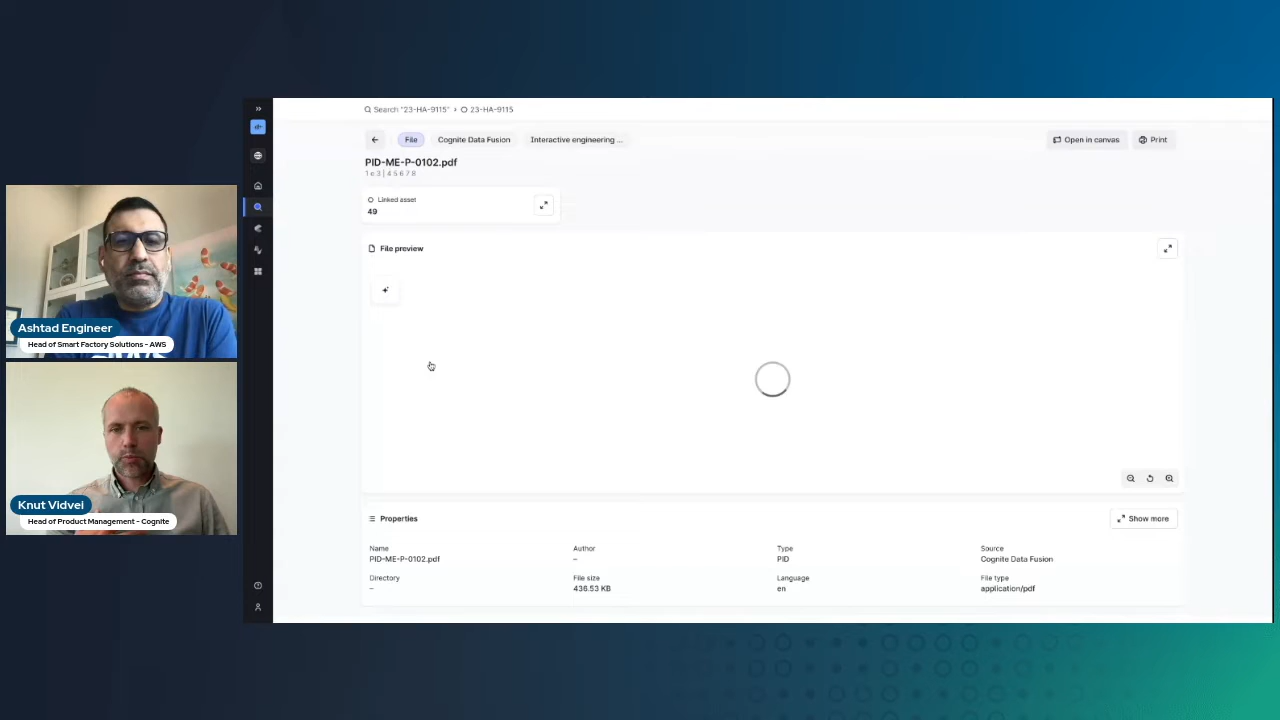 Search "23-HA-9115" › 23-HA-9115
File
Cognite Data Fusion
Interactive engineering ...
Open in canvas
Print
PID-ME-P-0102.pdf
Linked asset
49
File preview
Ashtad Engineer
Head of Smart Factory Solutions - AWS
Knut Vidvei
Head of Product Management - Cognite
Properties
Show more
Name
PID-ME-P-0102.pdf
Author
–
Type
PID
Source
Cognite Data Fusion
Directory
–
File size
436.53 KB
Language
en
File type
application/pdf